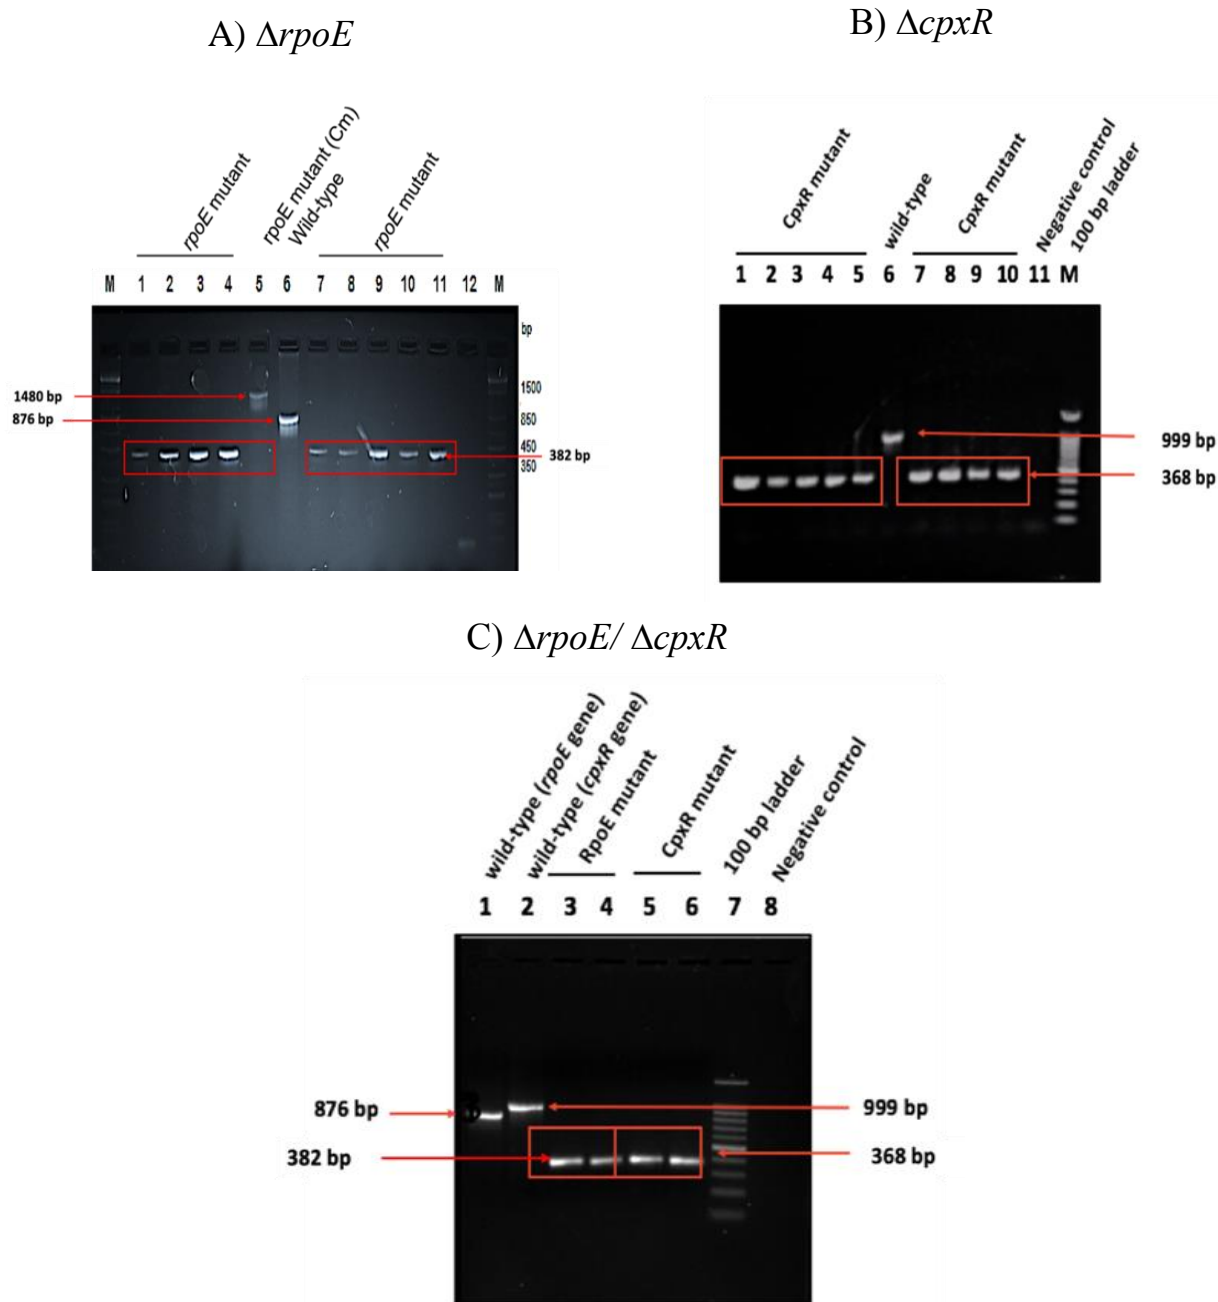 A) ΔrpoE
rpoE mutant
rpoE mutant (Cm)
Wild-type
rpoE mutant
M 1 2 3 4 5 6 7 8 9 10 11 12 M
bp
1480 bp
1500
876 bp
850
450
350
382 bp
B) ΔcpxR
CpxR mutant
wild-type
CpxR mutant
Negative control
100 bp ladder
1 2 3 4 5 6 7 8 9 10 11 M
999 bp
368 bp
C) ΔrpoE/ ΔcpxR
wild-type (rpoE gene)
wild-type (cpxR gene)
RpoE mutant
CpxR mutant
100 bp ladder
Negative control
1 2 3 4 5 6 7 8
876 bp
999 bp
382 bp
368 bp